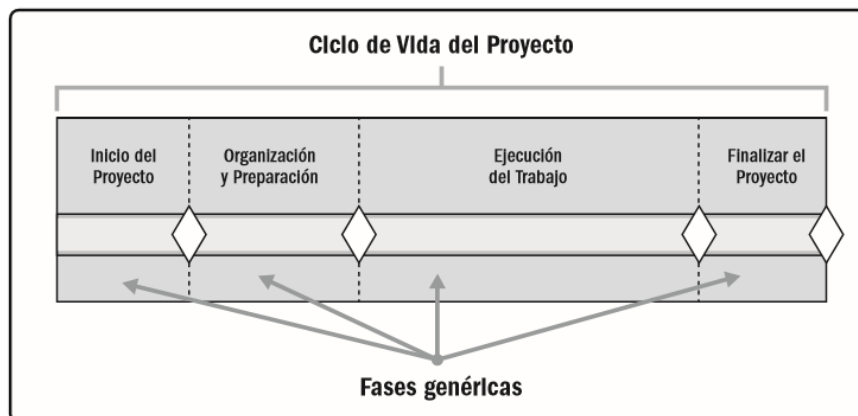 Ciclo de Vida del Proyecto
Inicio del
Proyecto
Organización
y Preparación
Ejecución
del Trabajo
Finalizar el
Proyecto
Fases genéricas